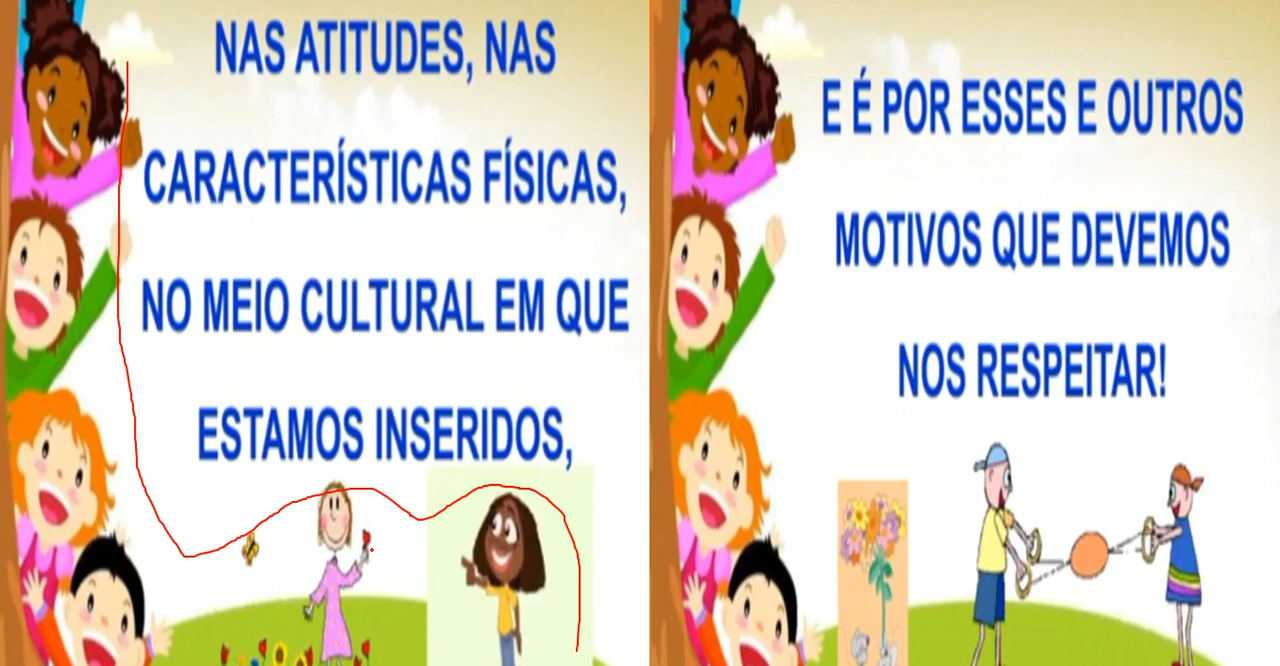 NAS ATITUDES, NAS
CARACTERÍSTICAS FÍSICAS,
NO MEIO CULTURAL EM QUE
ESTAMOS INSERIDOS,
E É POR ESSES E OUTROS
MOTIVOS QUE DEVEMOS
NOS RESPEITAR!